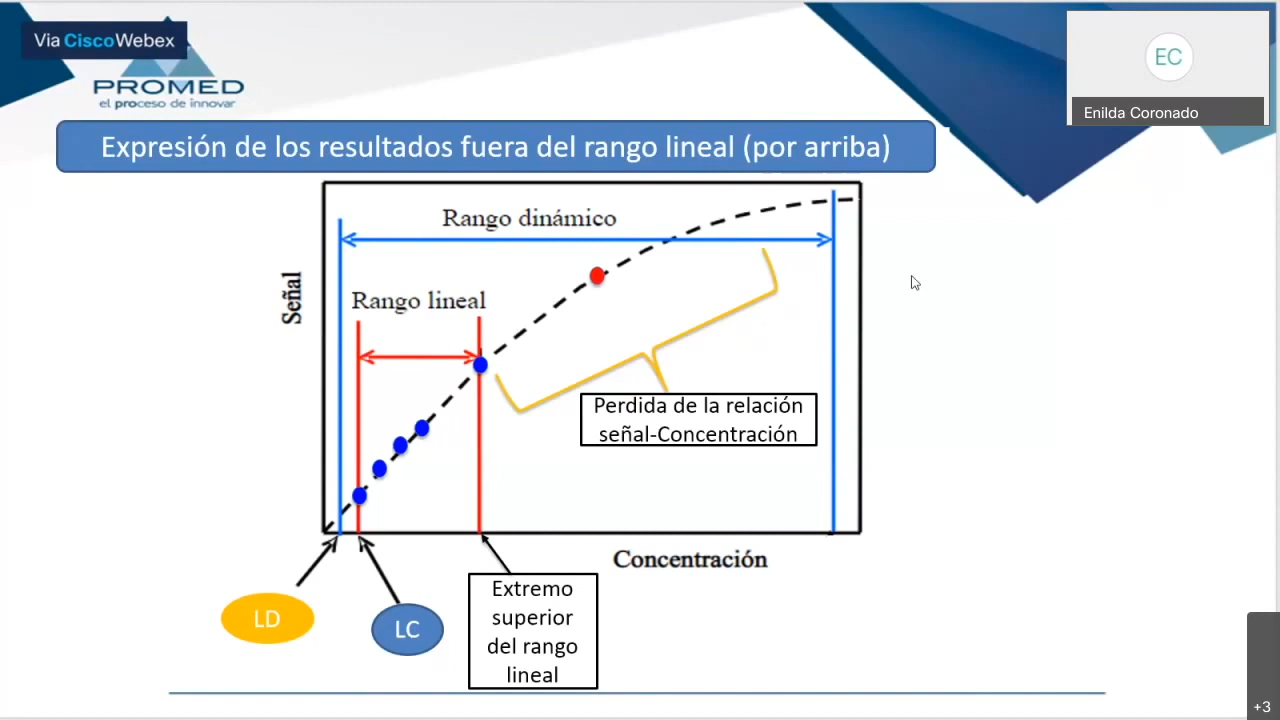 Via Cisco Webex
EC
Enilda Coronado
PROMED
el proceso de innovar
Expresión de los resultados fuera del rango lineal (por arriba)
Rango dinámico
Señal
Rango lineal
Perdida de la relación
señal-Concentración
Concentración
LD
LC
Extremo
superior
del rango
lineal
+3